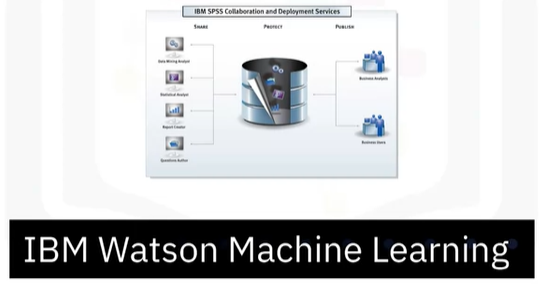 IBM SPSS Collaboration and Deployment Services
SHARE PROTECT PUBLISH
Data Mining Analyst
Statistical Analyst
Report Creator
Questions Author
Business Analysts
Business Users
IBM Watson Machine Learning